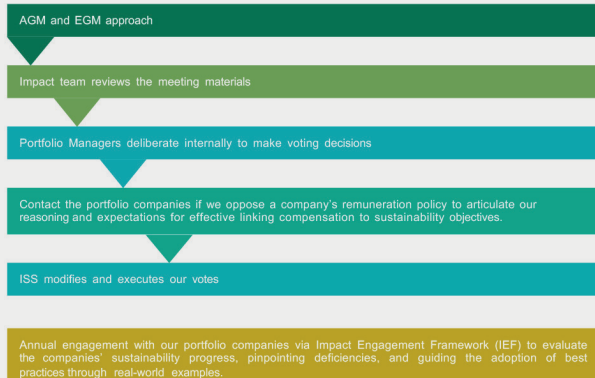 AGM and EGM approach
Impact team reviews the meeting materials
Portfolio Managers deliberate internally to make voting decisions
Contact the portfolio companies if we oppose a company's remuneration policy to articulate our
reasoning and expectations for effective linking compensation to sustainability objectives.
ISS modifies and executes our votes
Annual engagement with our portfolio companies via Impact Engagement Framework (IEF) to evaluate
the companies' sustainability progress, pinpointing deficiencies, and guiding the adoption of best
practices through real-world examples.